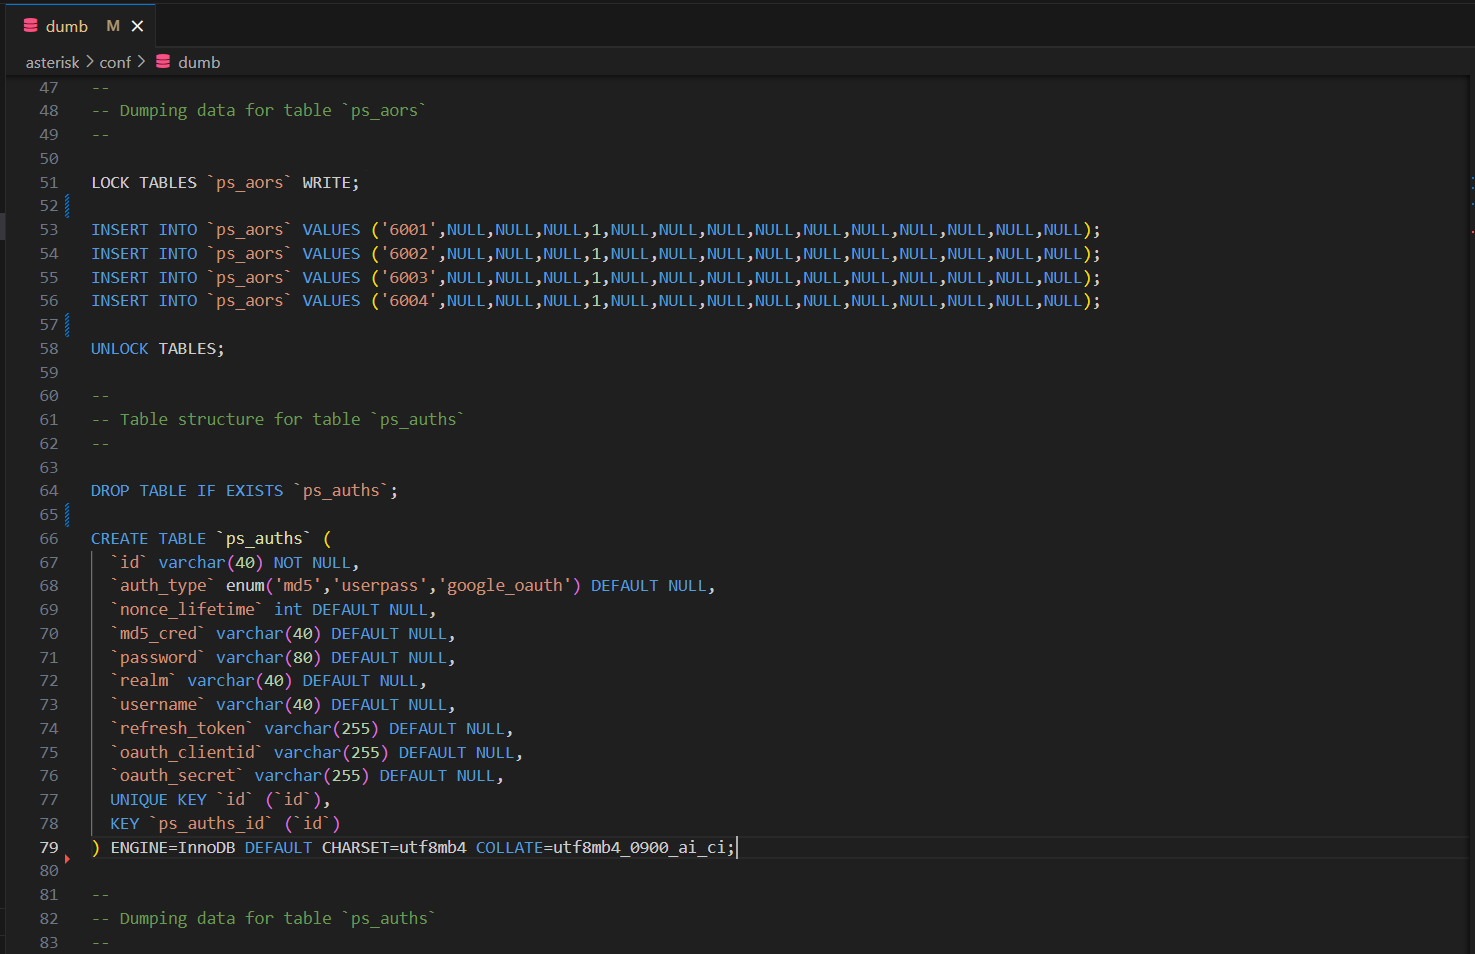 dumb M
asterisk > conf > dumb
47 --
48 -- Dumping data for table `ps_aors`
49 --
50
51 LOCK TABLES `ps_aors` WRITE;
52
53 INSERT INTO `ps_aors` VALUES ('6001',NULL,NULL,NULL,1,NULL,NULL,NULL,NULL,NULL,NULL,NULL,NULL,NULL,NULL);
54 INSERT INTO `ps_aors` VALUES ('6002',NULL,NULL,NULL,1,NULL,NULL,NULL,NULL,NULL,NULL,NULL,NULL,NULL,NULL);
55 INSERT INTO `ps_aors` VALUES ('6003',NULL,NULL,NULL,1,NULL,NULL,NULL,NULL,NULL,NULL,NULL,NULL,NULL,NULL);
56 INSERT INTO `ps_aors` VALUES ('6004',NULL,NULL,NULL,1,NULL,NULL,NULL,NULL,NULL,NULL,NULL,NULL,NULL,NULL);
57
58 UNLOCK TABLES;
59
60 --
61 -- Table structure for table `ps_auths`
62 --
63
64 DROP TABLE IF EXISTS `ps_auths`;
65
66 CREATE TABLE `ps_auths` (
67 `id` varchar(40) NOT NULL,
68 `auth_type` enum('md5','userpass','google_oauth') DEFAULT NULL,
69 `nonce_lifetime` int DEFAULT NULL,
70 `md5_cred` varchar(40) DEFAULT NULL,
71 `password` varchar(80) DEFAULT NULL,
72 `realm` varchar(40) DEFAULT NULL,
73 `username` varchar(40) DEFAULT NULL,
74 `refresh_token` varchar(255) DEFAULT NULL,
75 `oauth_clientid` varchar(255) DEFAULT NULL,
76 `oauth_secret` varchar(255) DEFAULT NULL,
77 UNIQUE KEY `id` (`id`),
78 KEY `ps_auths_id` (`id`)
79 ) ENGINE=InnoDB DEFAULT CHARSET=utf8mb4 COLLATE=utf8mb4_0900_ai_ci;
80
81 --
82 -- Dumping data for table `ps_auths`
83 --